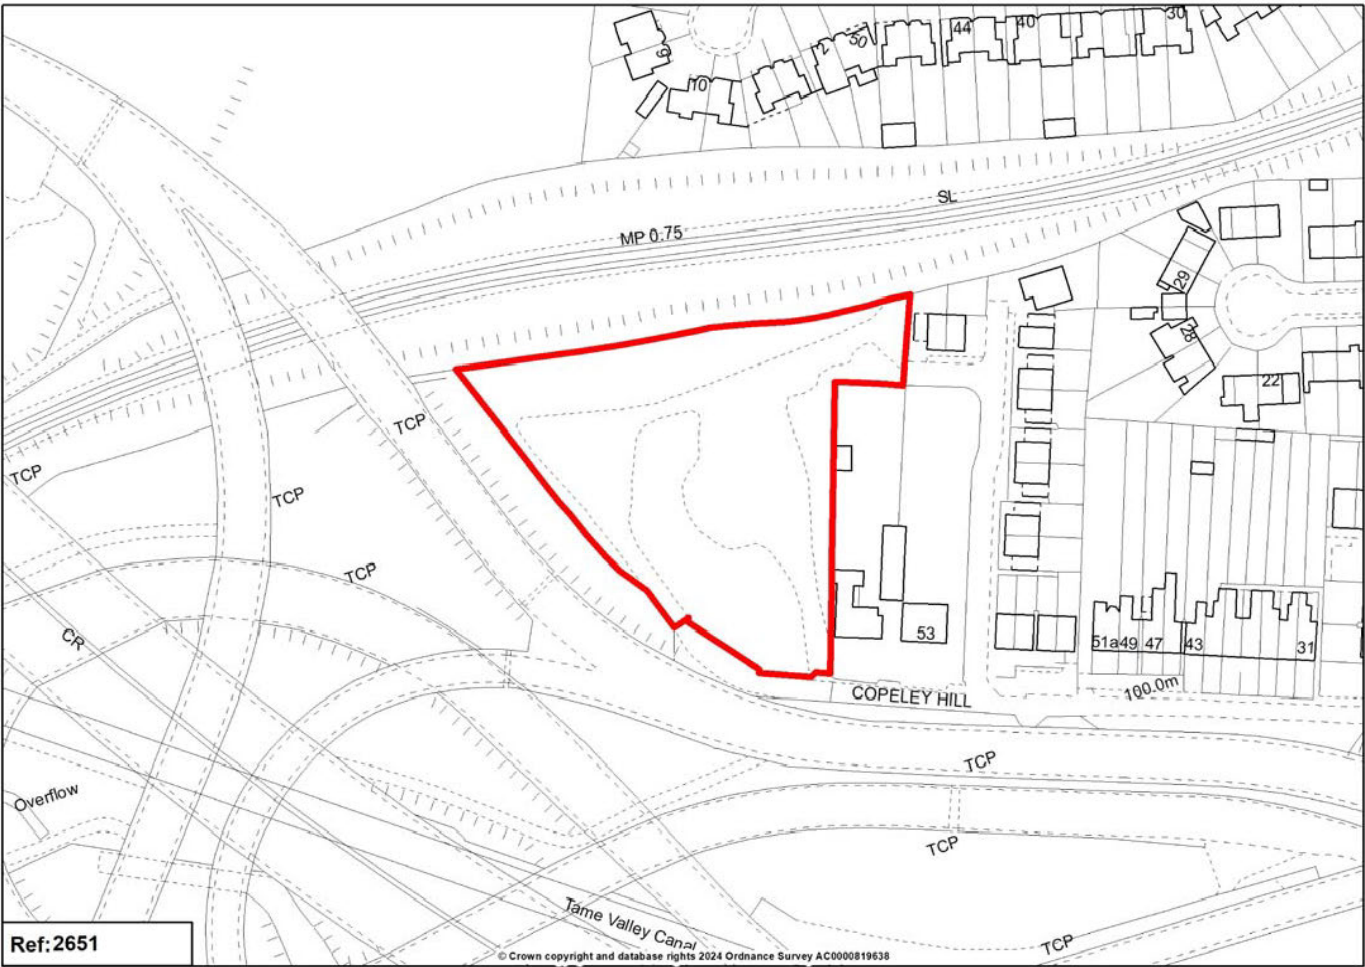 9
10
2
50
44
40
30
SL
MP 0.75
29
28
22
TCP
TCP
TCP
TCP
CR
53
51a 49 47 43 31
100.0m
COPELEY HILL
TCP
Overflow
TCP
Tame Valley Canal
TCP
Ref:2651
© Crown copyright and database rights 2024 Ordnance Survey AC0000819638